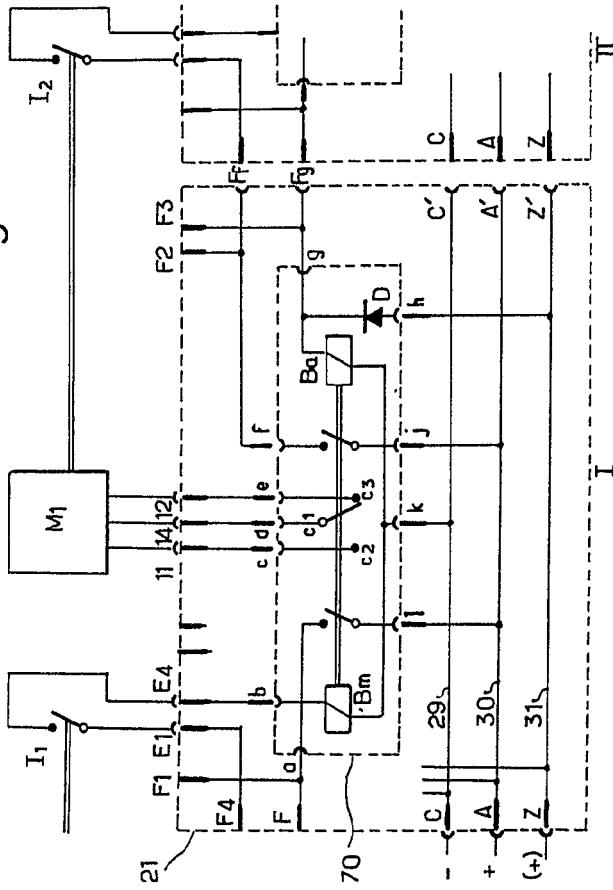 I₁
I₂
M1
11 14 12
F1 E1 E4
F2 F3
F4
F
a
b
c d e
f
g
c1
c2
c3
Bm
Ba
D
l
k
j
h
Ff
Fg
21
70
29
30
31
- C
+ A
(+) Z
C' C
A' A
Z' Z
I
II